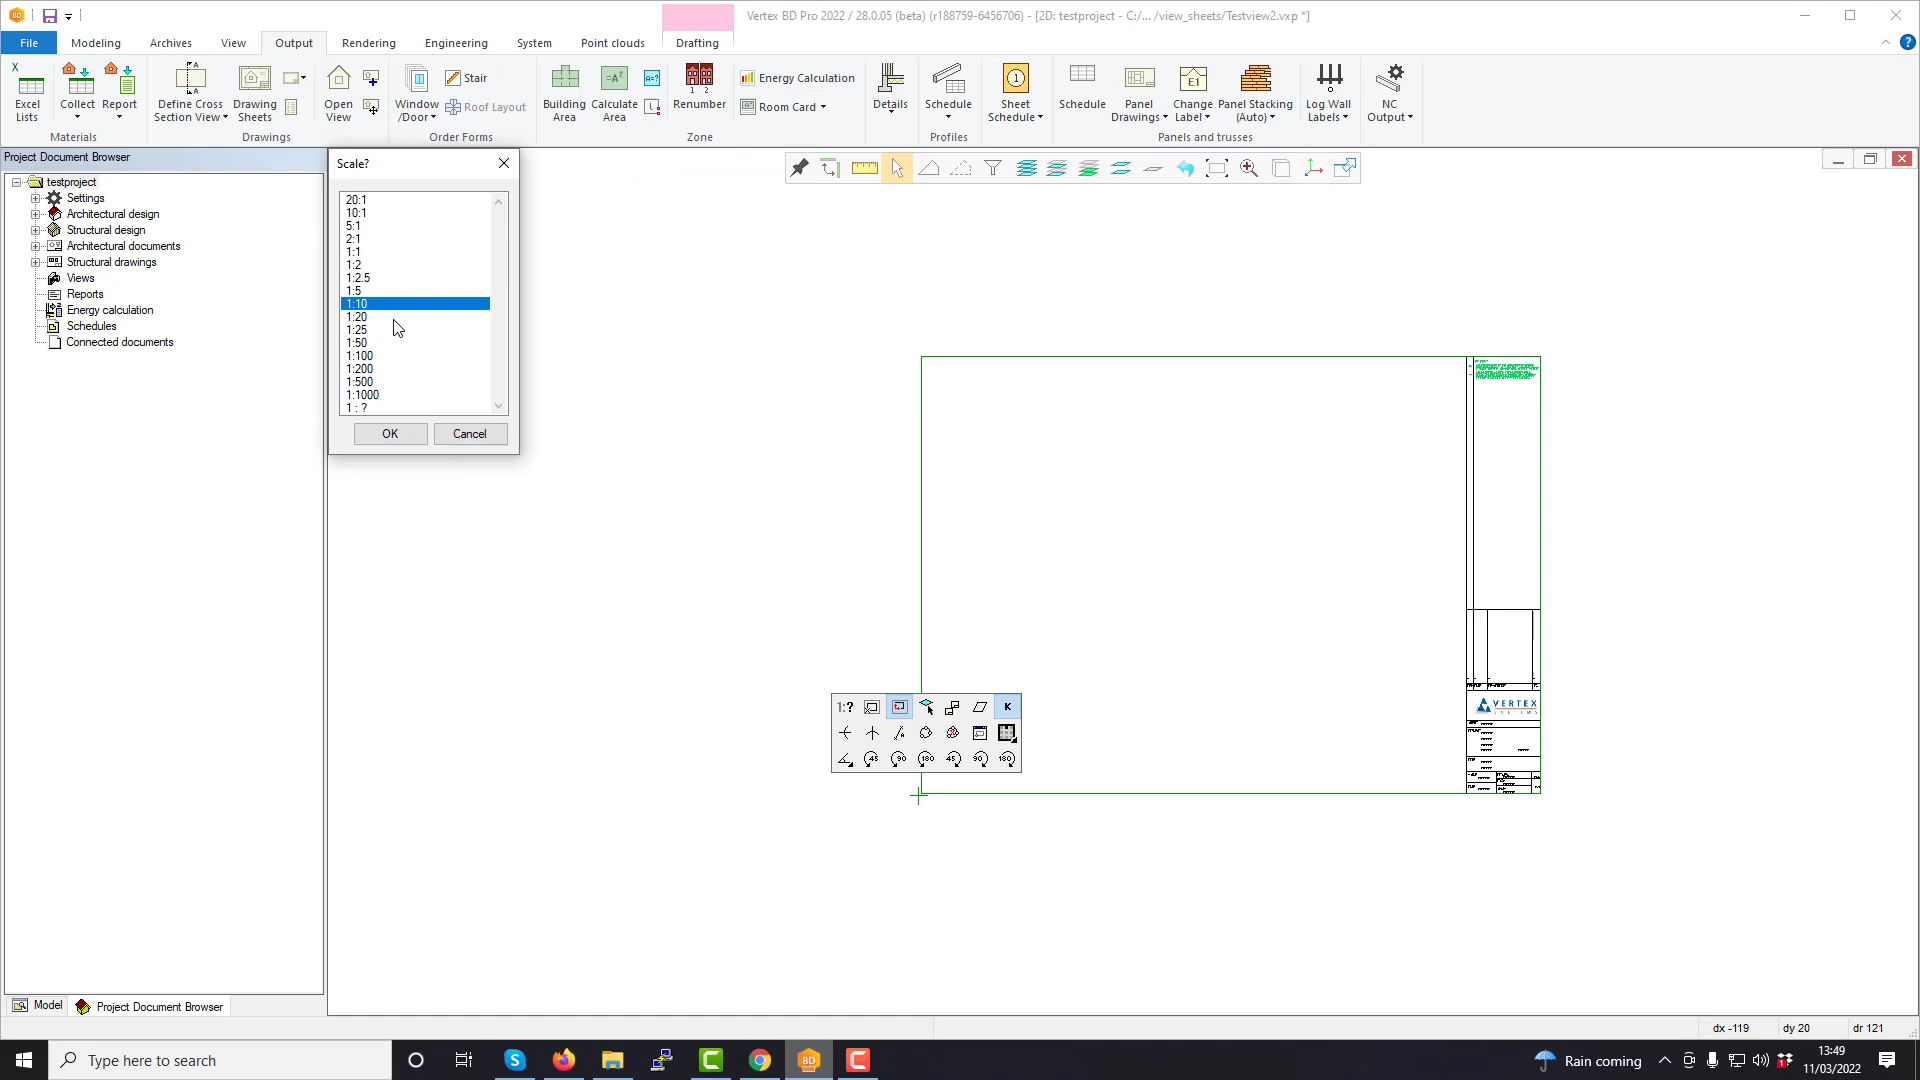 Vertex BD Pro 2022 / 28.0.05 (beta) (r188759-6456706) - [2D: testproject - C:/... /view_sheets/Testview2.vxp *]
File Modeling Archives View Output Rendering Engineering System Point clouds Drafting
Excel Lists
Collect
Report
Materials
Define Cross Section View
Drawing Sheets
Drawings
Open View
Window /Door
Stair
Roof Layout
Order Forms
Building Area
Calculate Area
Renumber
Energy Calculation
Room Card
Zone
Details
Schedule
Profiles
Sheet Schedule
Schedule
Panel Drawings
Change Label
Panel Stacking (Auto)
Log Wall Labels
Panels and trusses
NC Output
Project Document Browser
testproject
Settings
Architectural design
Structural design
Architectural documents
Structural drawings
Views
Reports
Energy calculation
Schedules
Connected documents
Scale?
20:1
10:1
5:1
2:1
1:1
1:2
1:2.5
1:5
1:10
1:20
1:25
1:50
1:100
1:200
1:500
1:1000
1 : ?
OK Cancel
1:? K
45 90 180 45 90 180
VERTEX
SYSTEMS
Model Project Document Browser
dx -119 dy 20 dr 121
Type here to search
Rain coming
13:49
11/03/2022